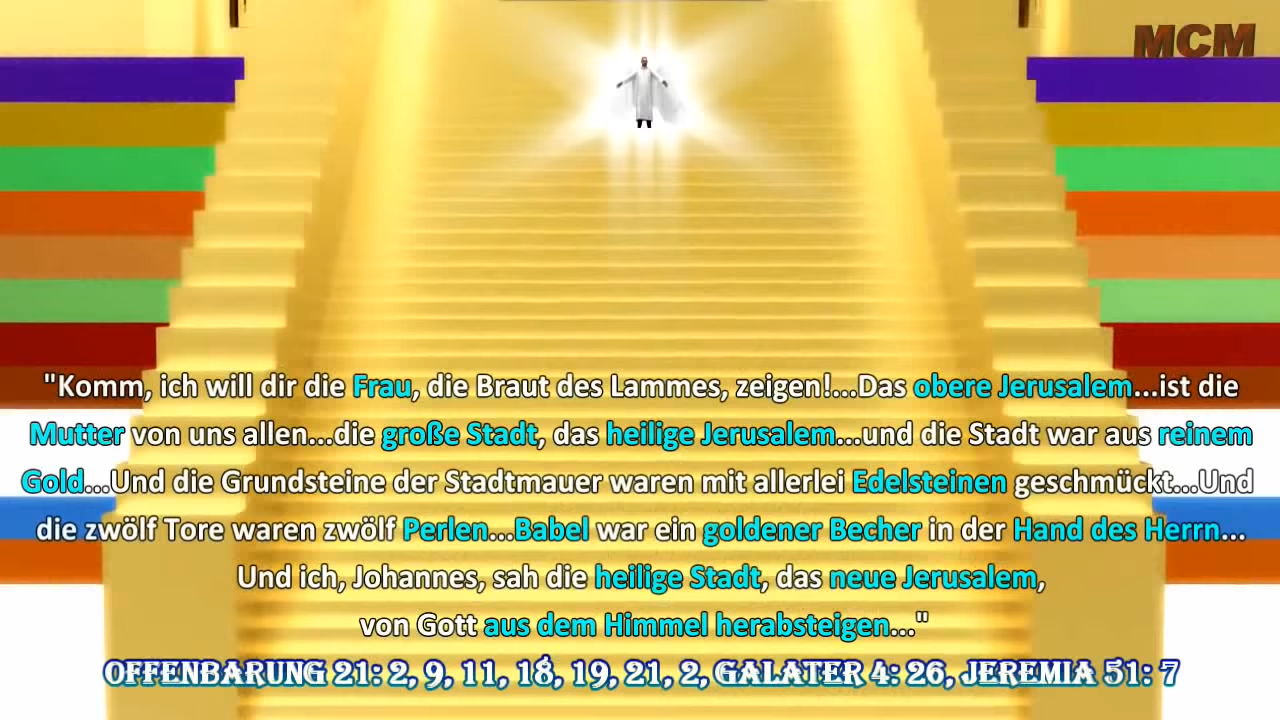 MCM
"Komm, ich will dir die Frau, die Braut des Lammes, zeigen!...Das obere Jerusalem...ist die
Mutter von uns allen...die große Stadt, das heilige Jerusalem...und die Stadt war aus reinem
Gold...Und die Grundsteine der Stadtmauer waren mit allerlei Edelsteinen geschmückt...Und
die zwölf Tore waren zwölf Perlen...Babel war ein goldener Becher in der Hand des Herrn...
Und ich, Johannes, sah die heilige Stadt, das neue Jerusalem,
von Gott aus dem Himmel herabsteigen..."
OFFENBARUNG 21: 2, 9, 11, 18, 19, 21, 2, GALATER 4: 26, JEREMIA 51: 7